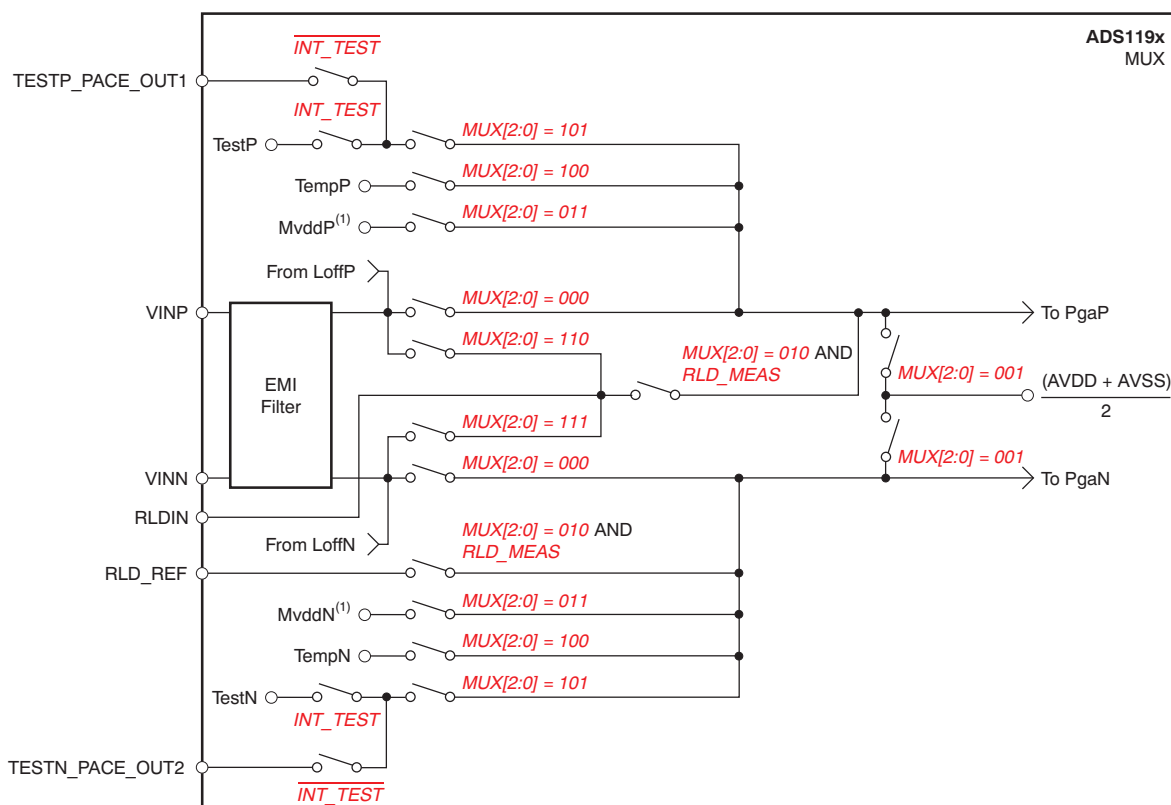 ADS119x
MUX
INT_TEST
TESTP_PACE_OUT1
INT_TEST
TestP
MUX[2:0] = 101
TempP
MUX[2:0] = 100
MvddP(1)
MUX[2:0] = 011
From LoffP
VINP
MUX[2:0] = 000
To PgaP
MUX[2:0] = 110
MUX[2:0] = 010 AND
RLD_MEAS
EMI
Filter
MUX[2:0] = 001
(AVDD + AVSS)
2
MUX[2:0] = 111
MUX[2:0] = 001
VINN
MUX[2:0] = 000
To PgaN
RLDIN
From LoffN
MUX[2:0] = 010 AND
RLD_MEAS
RLD_REF
MvddN(1)
MUX[2:0] = 011
TempN
MUX[2:0] = 100
TestN
MUX[2:0] = 101
INT_TEST
TESTN_PACE_OUT2
INT_TEST